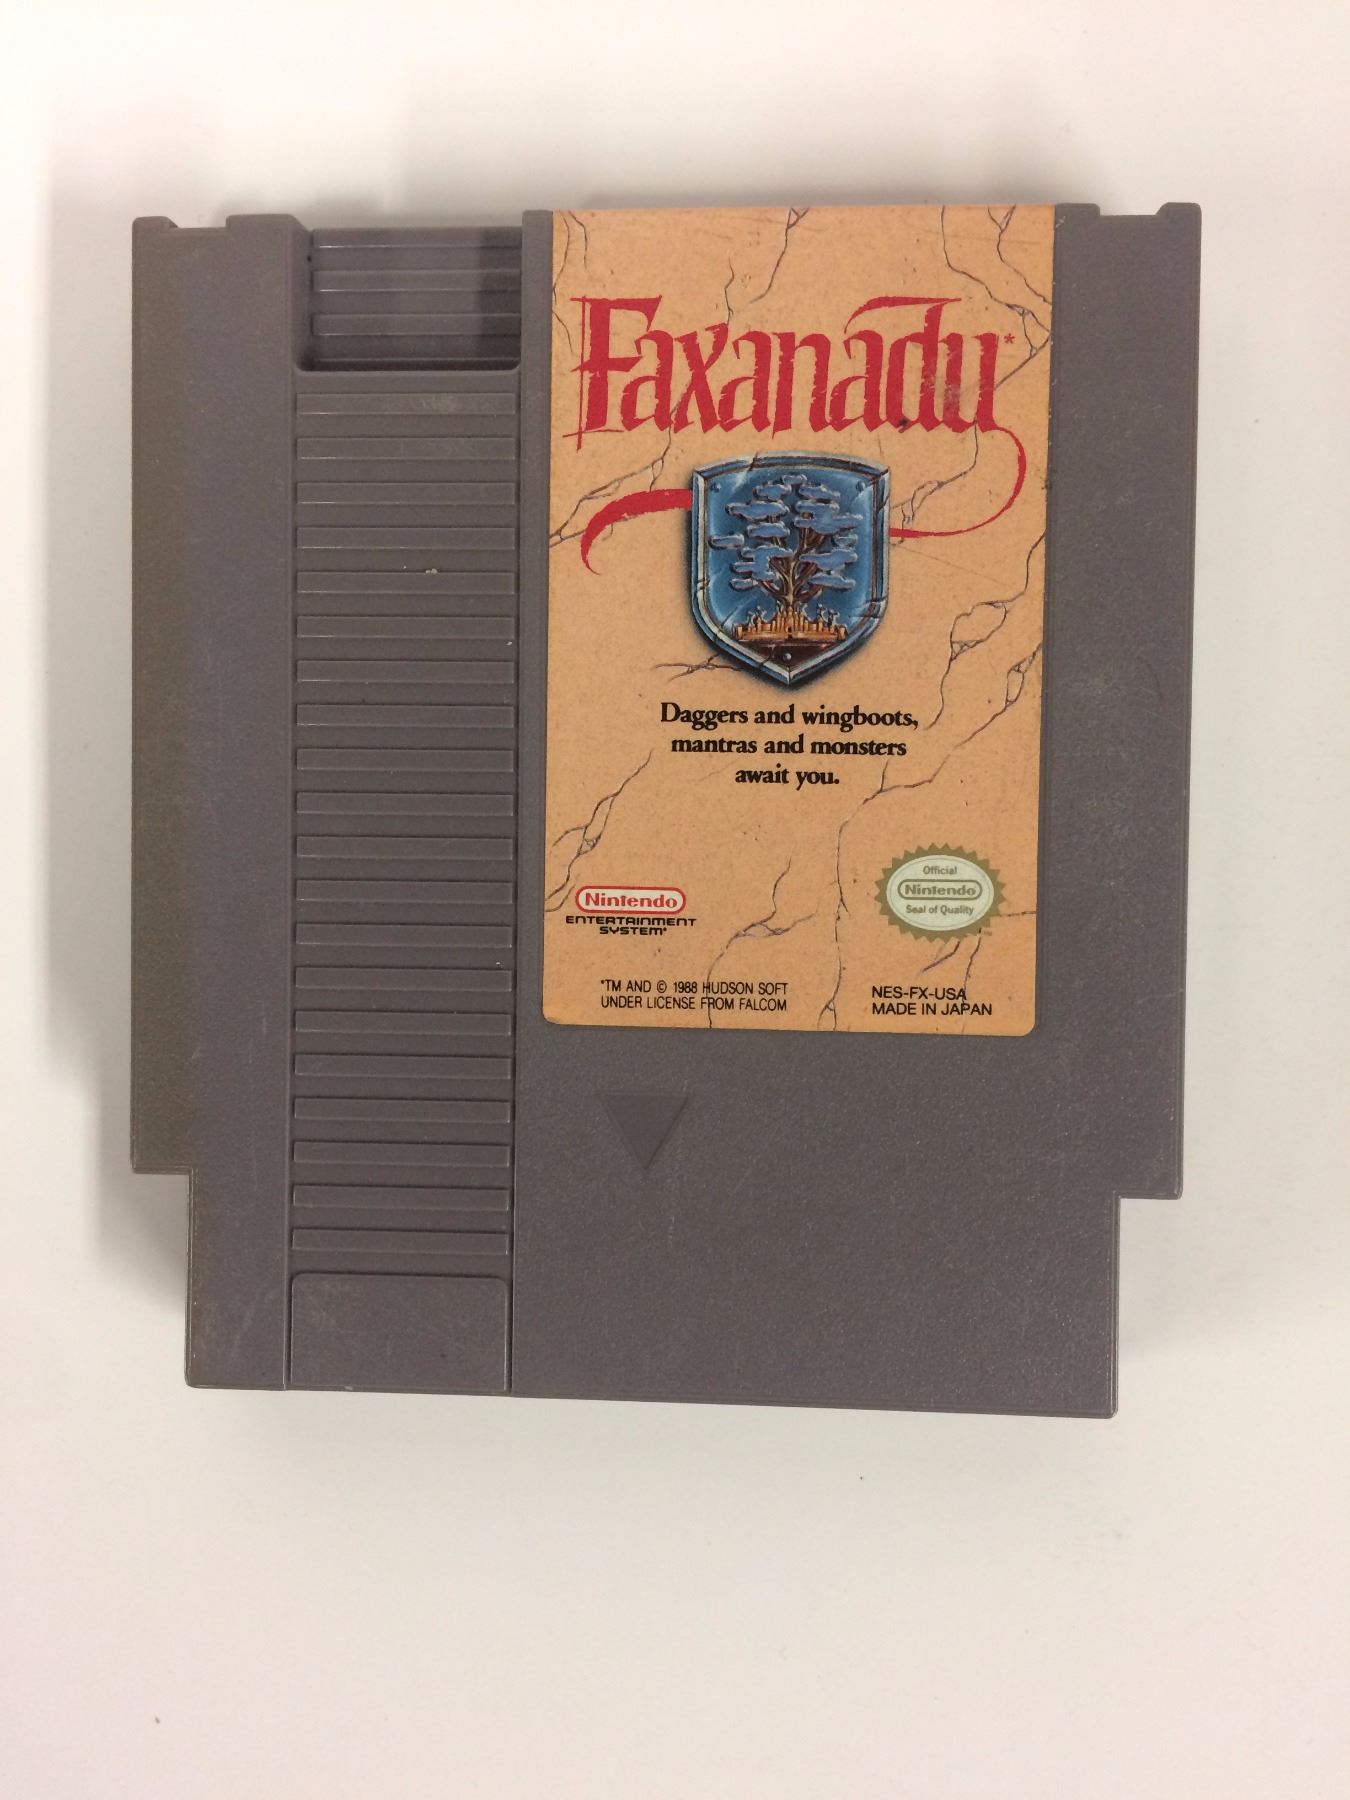 Faxanadu*
Daggers and wingboots,
mantras and monsters
await you.
Official
Nintendo
Seal of Quality
Nintendo
ENTERTAINMENT
SYSTEM®
*TM AND © 1988 HUDSON SOFT
UNDER LICENSE FROM FALCOM
NES-FX-USA
MADE IN JAPAN